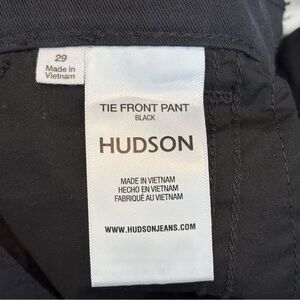 29
Made in
Vietnam
TIE FRONT PANT
BLACK
HUDSON
MADE IN VIETNAM
HECHO EN VIETNAM
FABRIQUÉ AU VIETNAM
WWW.HUDSONJEANS.COM